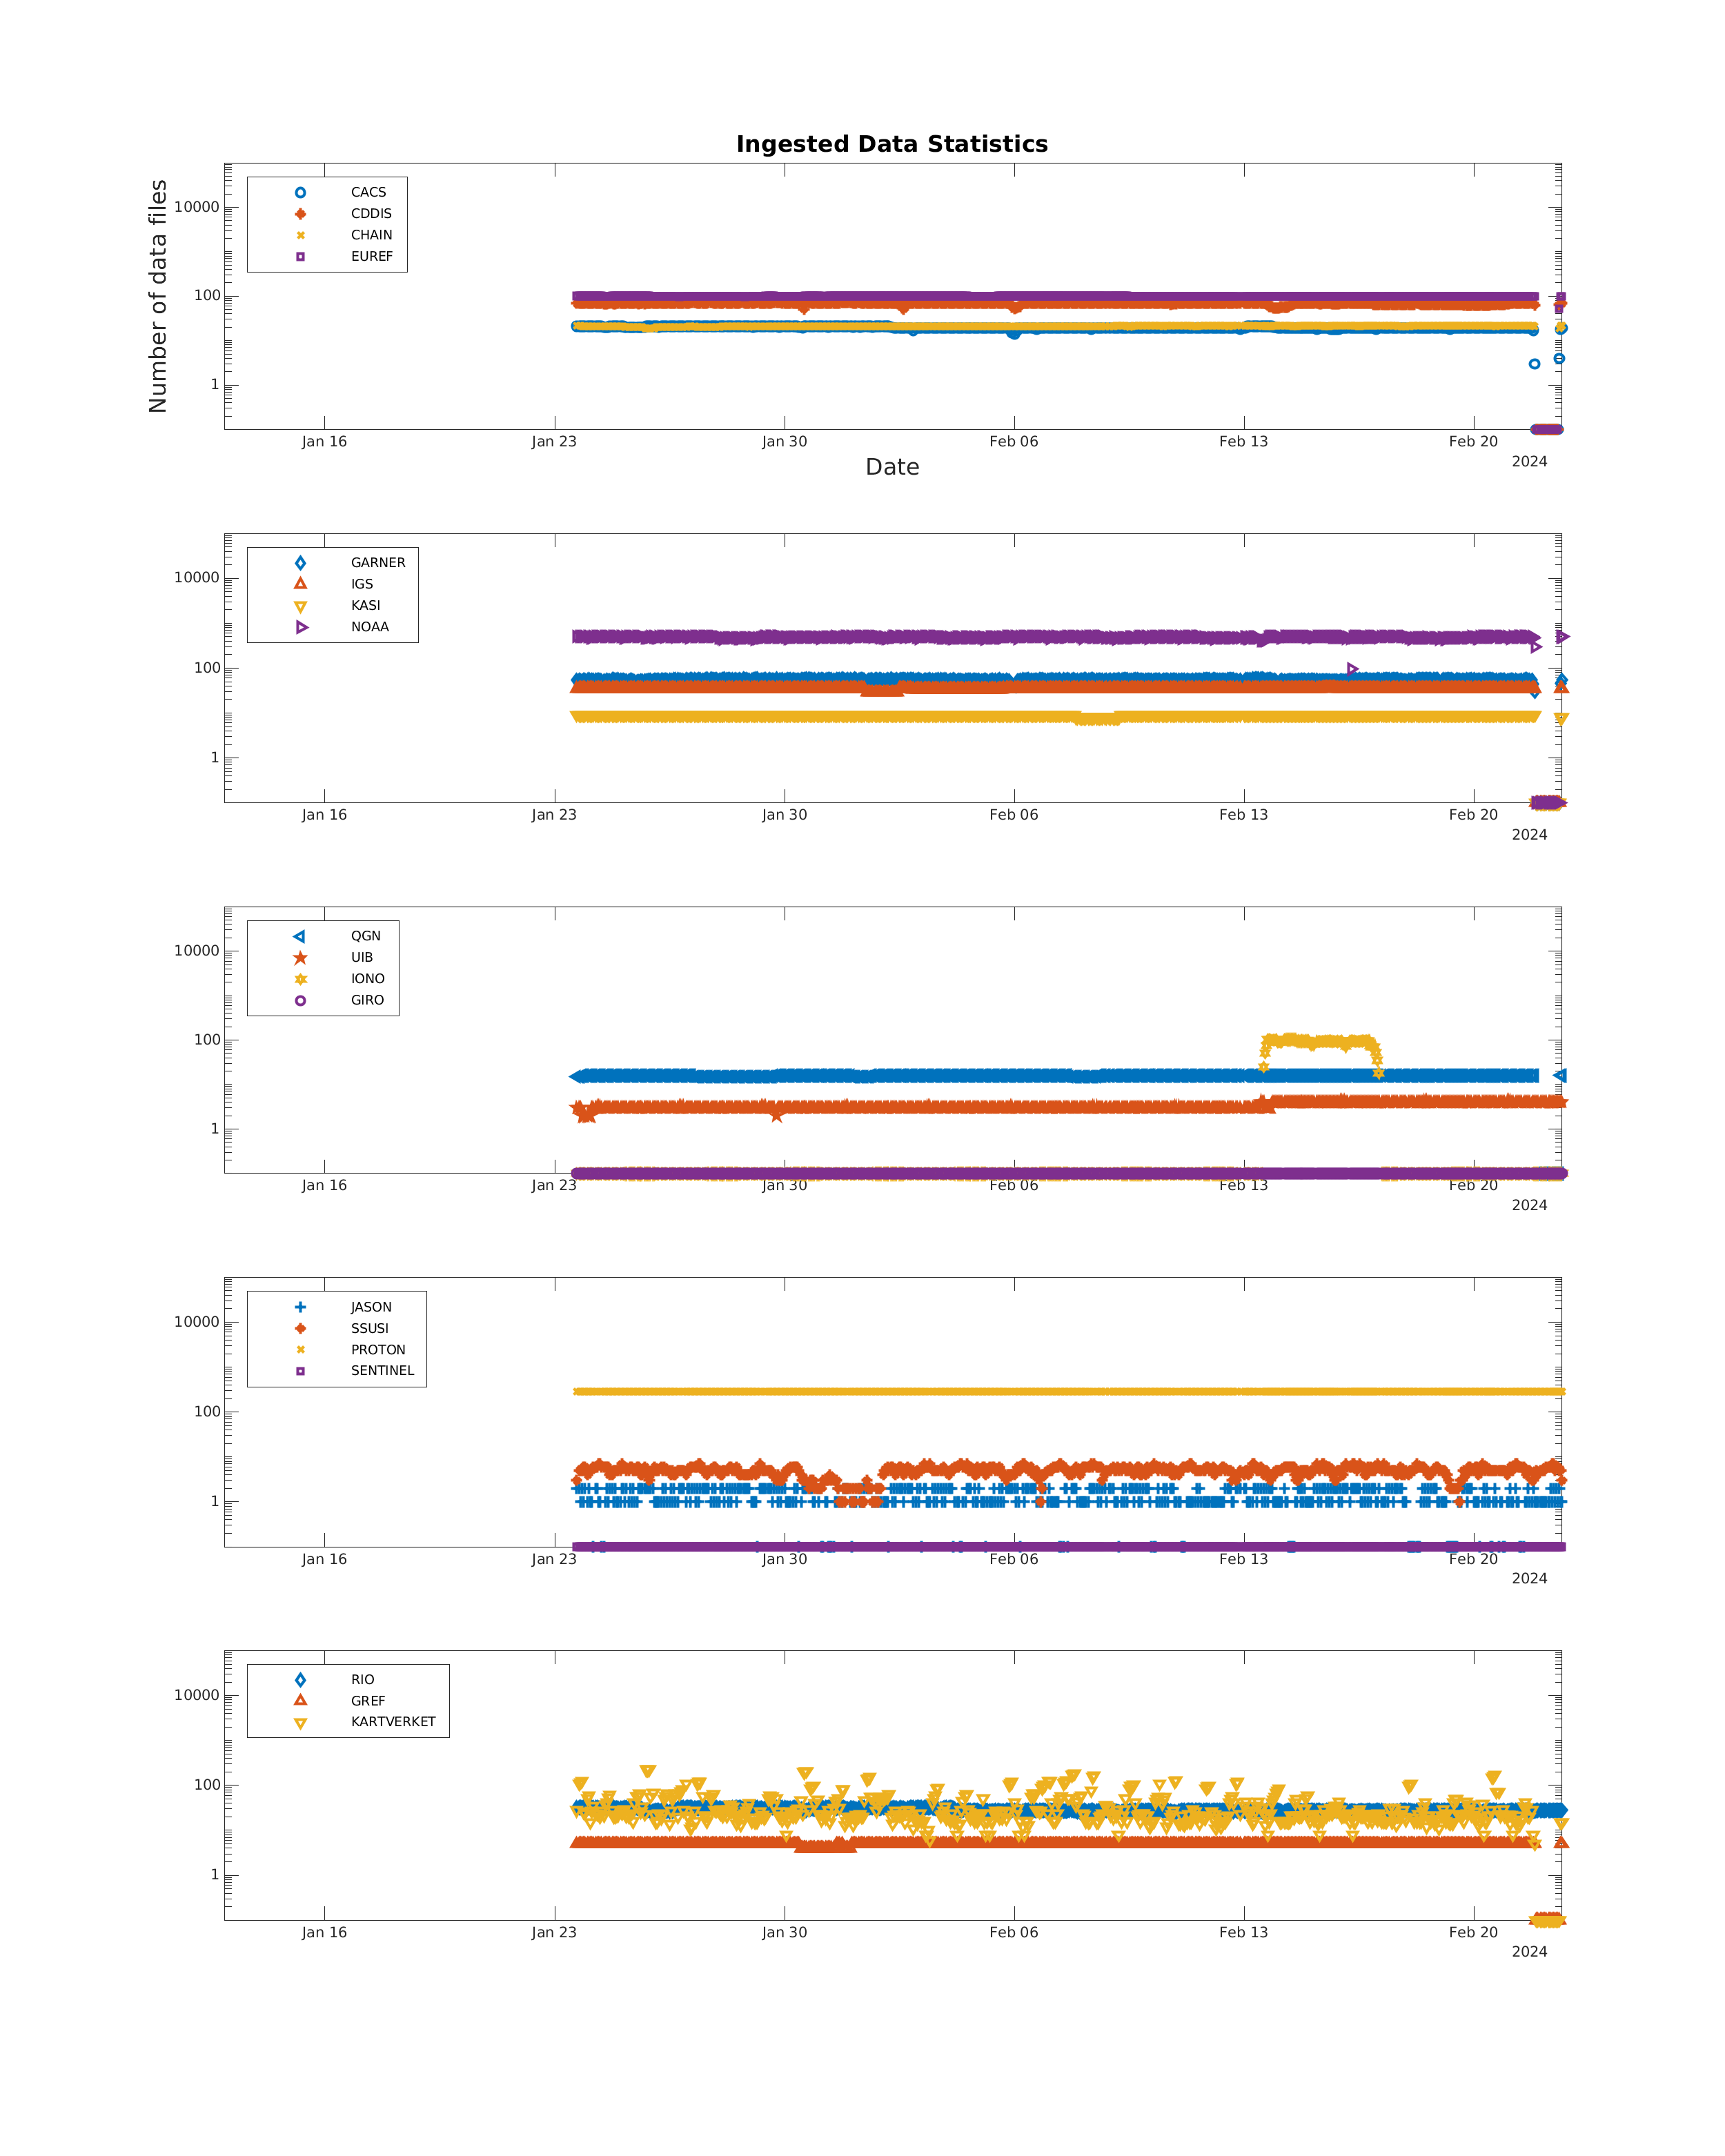 Ingested Data Statistics
Number of data files
10000
100
1
CACS
CDDIS
CHAIN
EUREF
Jan 16 Jan 23 Jan 30 Feb 06 Feb 13 Feb 20
2024
Date
10000
100
1
GARNER
IGS
KASI
NOAA
Jan 16 Jan 23 Jan 30 Feb 06 Feb 13 Feb 20
2024
10000
100
1
QGN
UIB
IONO
GIRO
Jan 16 Jan 23 Jan 30 Feb 06 Feb 13 Feb 20
2024
10000
100
1
JASON
SSUSI
PROTON
SENTINEL
Jan 16 Jan 23 Jan 30 Feb 06 Feb 13 Feb 20
2024
10000
100
1
RIO
GREF
KARTVERKET
Jan 16 Jan 23 Jan 30 Feb 06 Feb 13 Feb 20
2024